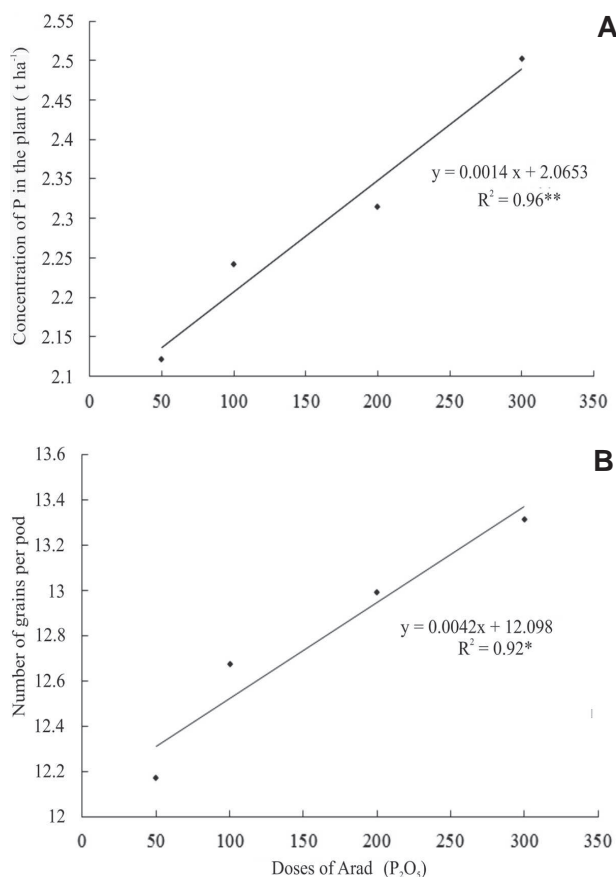 A
Concentration of P in the plant ( t ha⁻¹)
2.55
2.5
2.45
2.4
2.35
2.3
2.25
2.2
2.15
2.1
y = 0.0014 x + 2.0653
R² = 0.96**
0 50 100 150 200 250 300 350
B
Number of grains per pod
13.6
13.4
13.2
13
12.8
12.6
12.4
12.2
12
y = 0.0042x + 12.098
R² = 0.92*
0 50 100 150 200 250 300 350
Doses of Arad (P₂O₅)